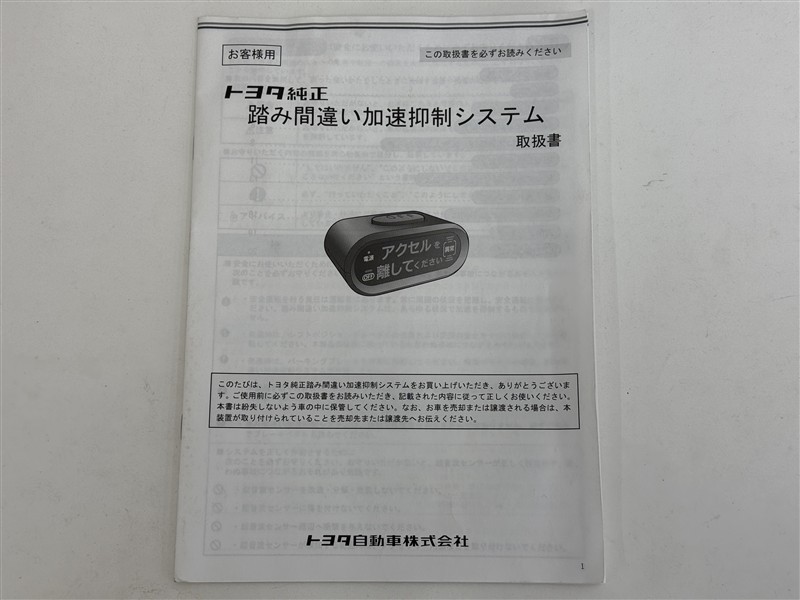 お客様用
この取扱書を必ずお読みください
トヨタ純正
踏み間違い加速抑制システム
取扱書
電源
アクセルを
離してください
異常
OFF
このたびは、トヨタ純正踏み間違い加速抑制システムをお買い上げいただき、ありがとうございま
す。ご使用前に必ずこの取扱書をお読みいただき、記載された内容に従って正しくお使いください。
本書は紛失しないよう車の中に保管してください。なお、お車を売却または譲渡される場合は、本
装置が取り付けられていることを売却先または譲渡先へお伝えください。
トヨタ自動車株式会社
1